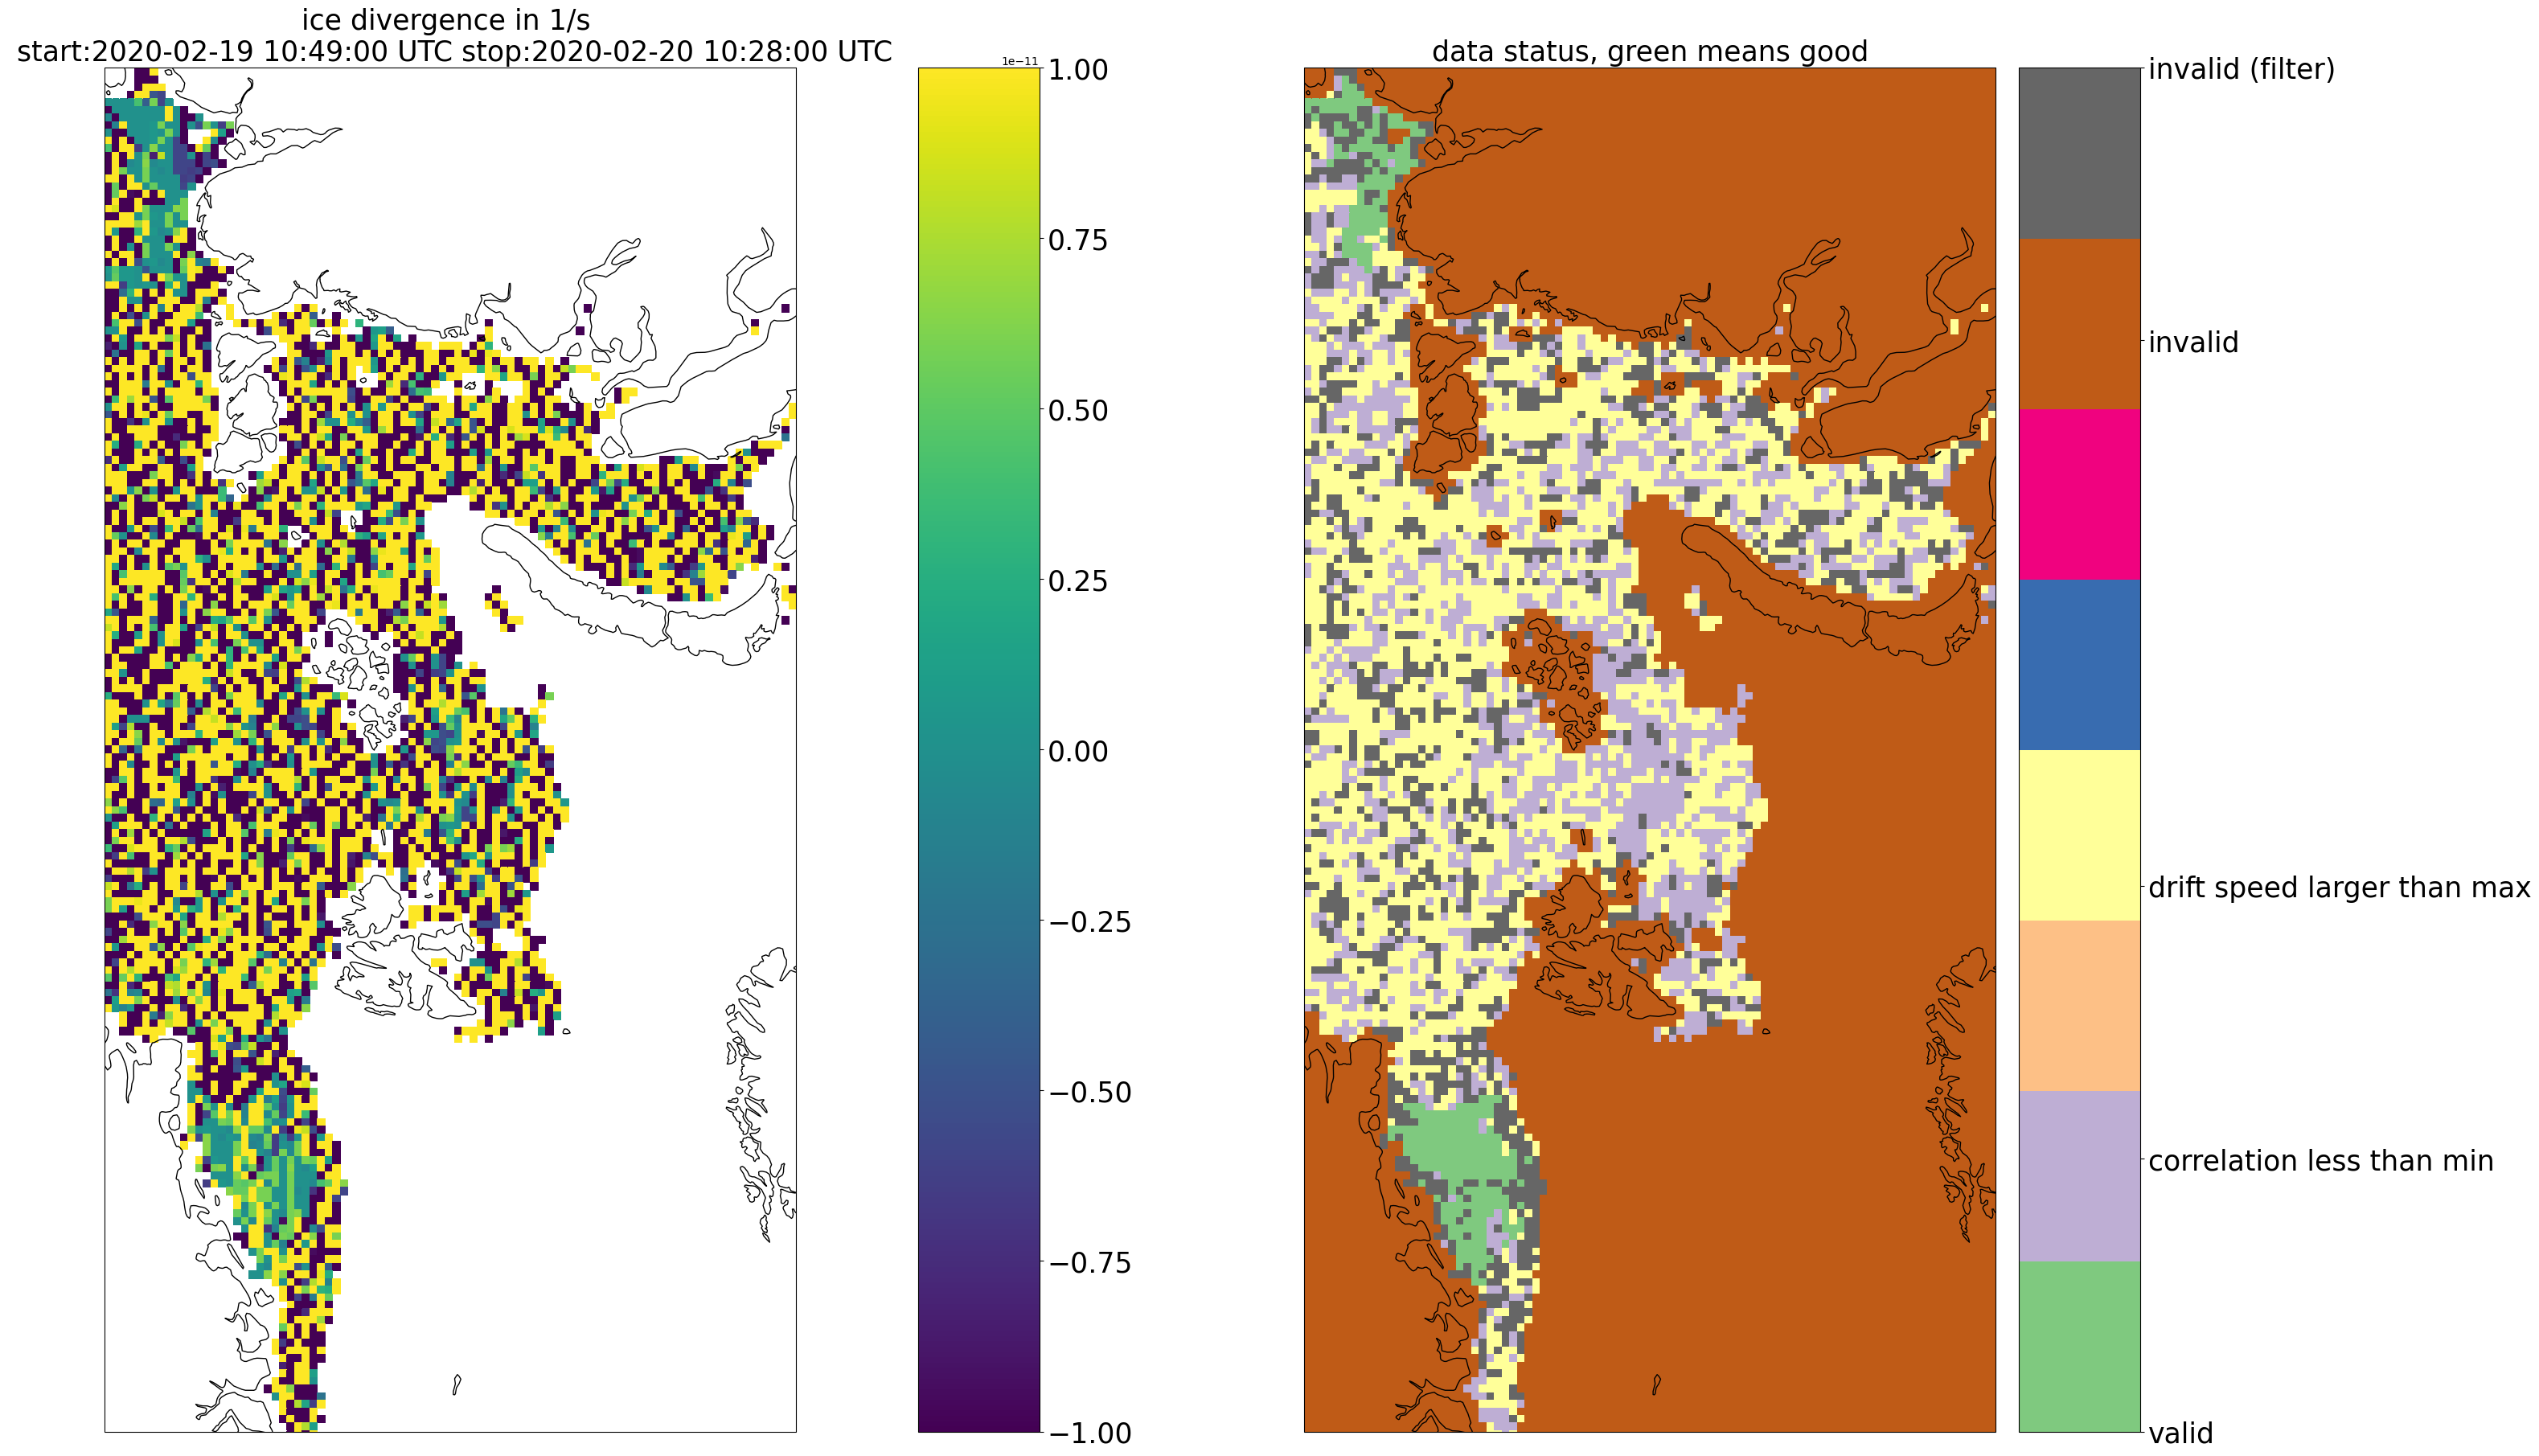 ice divergence in 1/s
start:2020-02-19 10:49:00 UTC stop:2020-02-20 10:28:00 UTC
1e−11
1.00
0.75
0.50
0.25
0.00
−0.25
−0.50
−0.75
−1.00
data status, green means good
invalid (filter)
invalid
drift speed larger than max
correlation less than min
valid